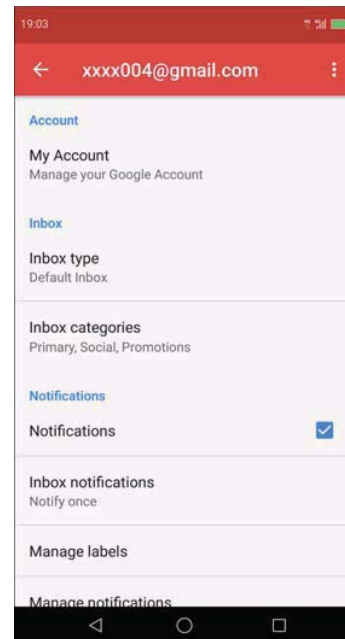 19:03
xxxx004@gmail.com
Account
My Account
Manage your Google Account
Inbox
Inbox type
Default Inbox
Inbox categories
Primary, Social, Promotions
Notifications
Notifications
Inbox notifications
Notify once
Manage labels
Manage notifications